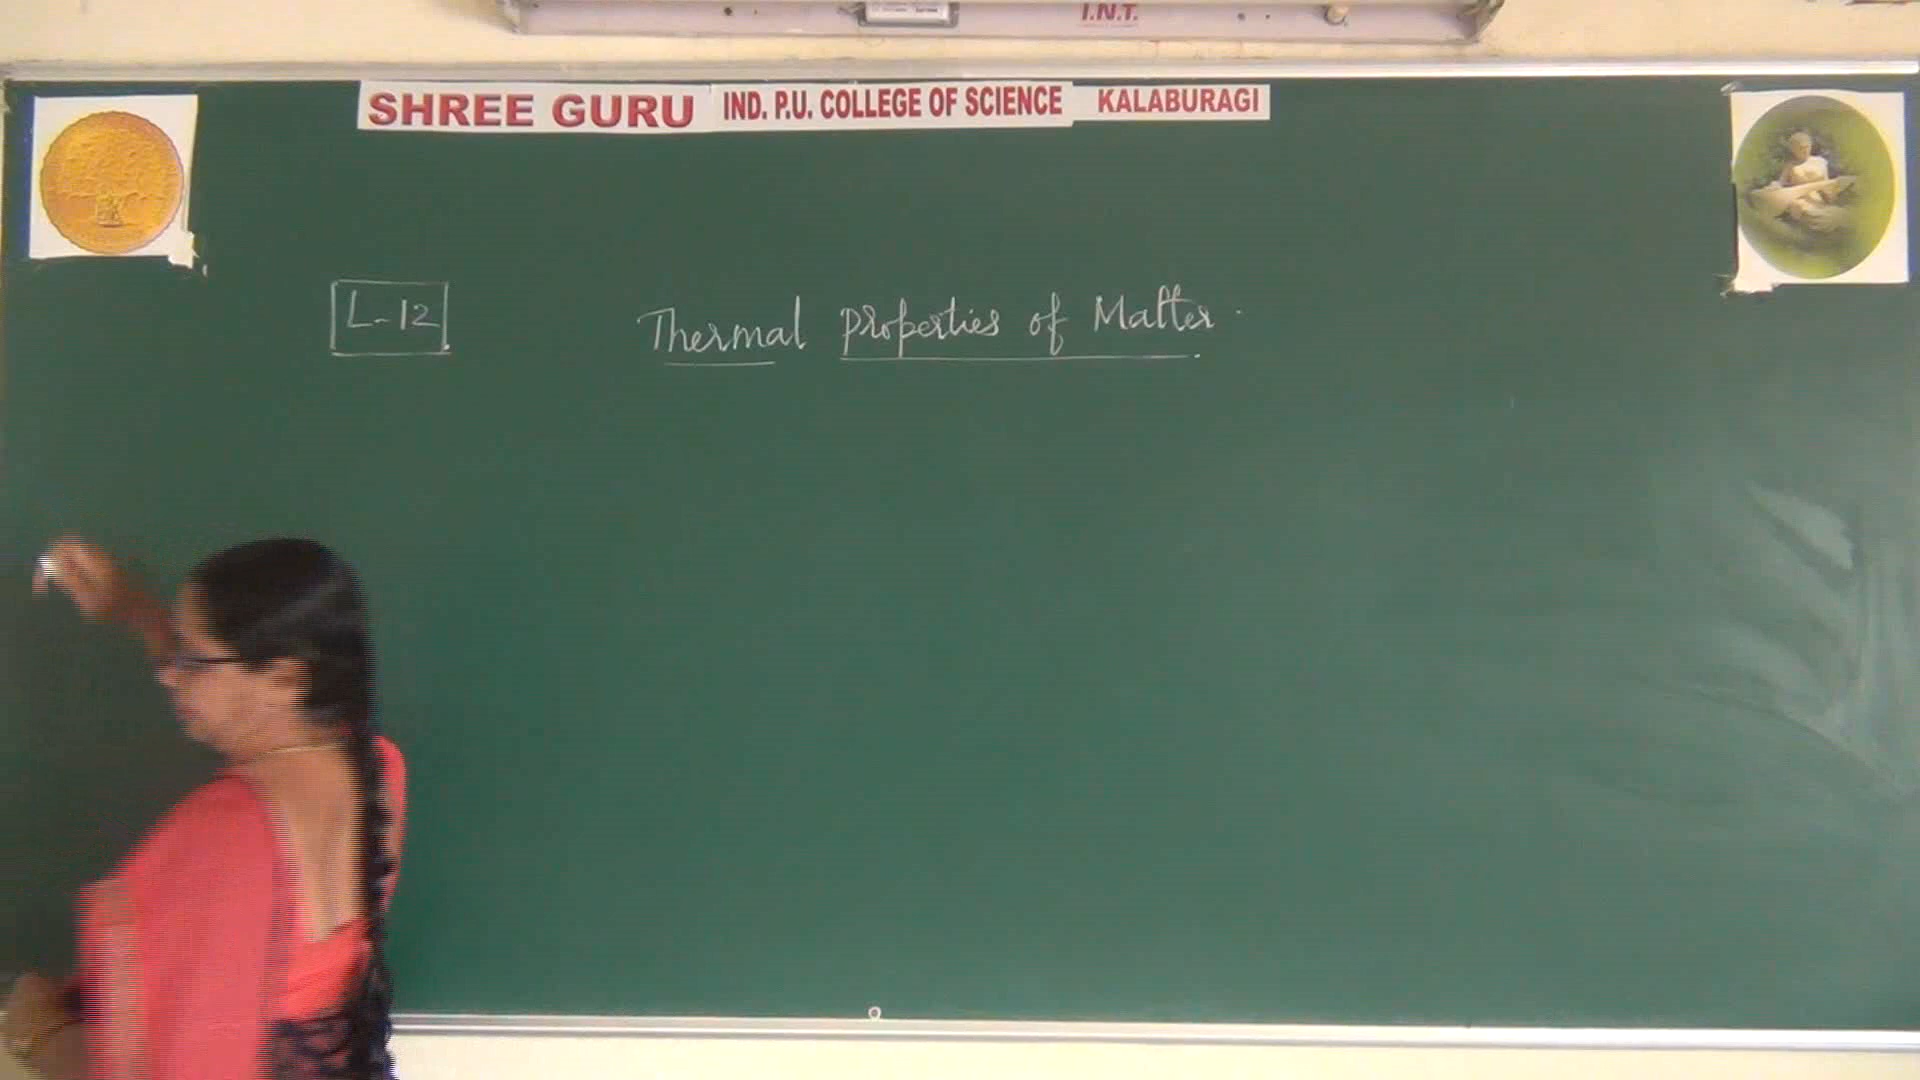 I.N.T.
SHREE GURU IND. P.U. COLLEGE OF SCIENCE KALABURAGI
L-12
Thermal Properties of Matter.